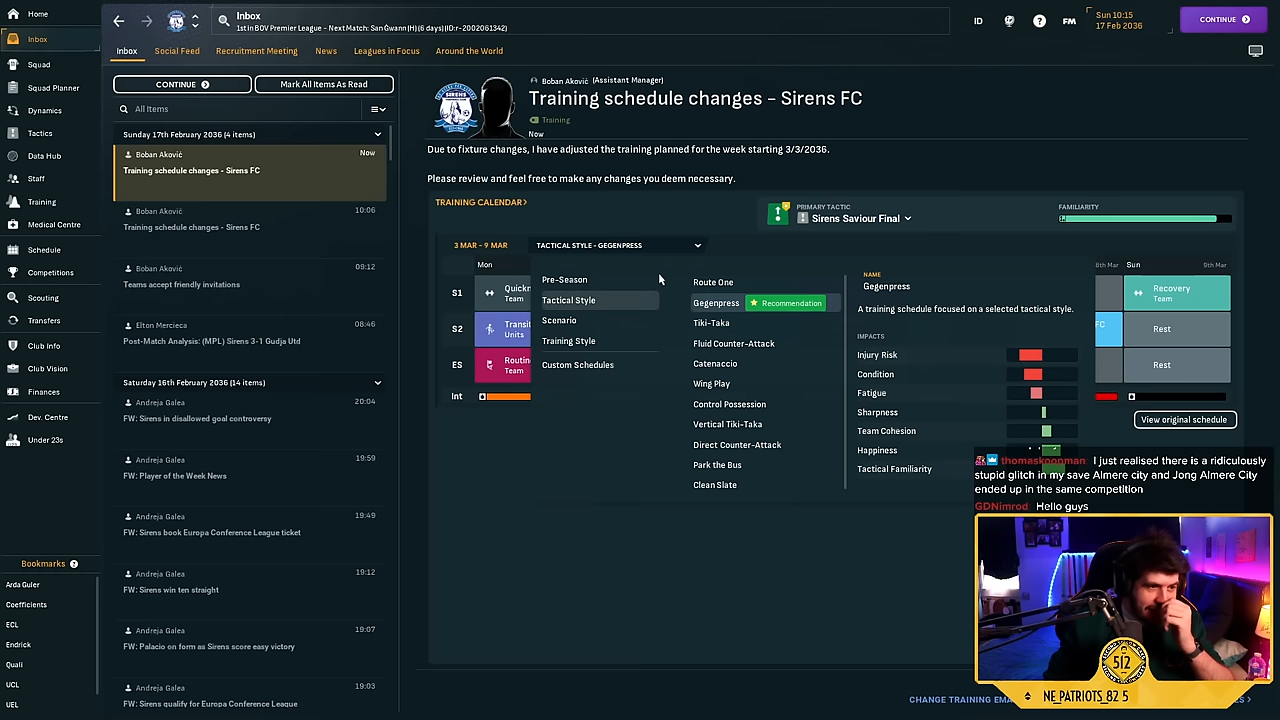 Home
Inbox
Squad
Squad Planner
Dynamics
Tactics
Data Hub
Staff
Training
Medical Centre
Schedule
Competitions
Scouting
Transfers
Club Info
Club Vision
Finances
Dev. Centre
Under 23s
Bookmarks
Arda Guler
Coefficients
ECL
Endrick
Quali
UCL
UEL
Inbox
1st in BOV Premier League - Next Match: San Ġwann (H) (6 days) (ID:r-2002061342)
ID
FM
Sun 10:15
17 Feb 2036
CONTINUE
Inbox
Social Feed
Recruitment Meeting
News
Leagues in Focus
Around the World
CONTINUE
Mark All Items As Read
All Items
Sunday 17th February 2036 (4 items)
Boban Aković
Now
Training schedule changes - Sirens FC
Boban Aković
10:06
Training schedule changes - Sirens FC
Boban Aković
09:12
Teams accept friendly invitations
Elton Mercieca
08:46
Post-Match Analysis: (MPL) Sirens 3-1 Gudja Utd
Saturday 16th February 2036 (14 items)
Andreja Galea
20:04
FW: Sirens in disallowed goal controversy
Andreja Galea
19:59
FW: Player of the Week News
Andreja Galea
19:49
FW: Sirens book Europa Conference League ticket
Andreja Galea
19:12
FW: Sirens win ten straight
Andreja Galea
19:07
FW: Palacio on form as Sirens score easy victory
Andreja Galea
19:03
FW: Sirens qualify for Europa Conference League
SIRENS
Boban Aković (Assistant Manager)
Training schedule changes - Sirens FC
Training
Now
Due to fixture changes, I have adjusted the training planned for the week starting 3/3/2036.
Please review and feel free to make any changes you deem necessary.
TRAINING CALENDAR>
PRIMARY TACTIC
Sirens Saviour Final
FAMILIARITY
3 MAR - 9 MAR
TACTICAL STYLE - GEGENPRESS
Mon
S1
Quickn
Team
S2
Transit
Units
ES
Routin
Team
Int
Pre-Season
Tactical Style
Scenario
Training Style
Custom Schedules
Route One
Gegenpress
Recommendation
Tiki-Taka
Fluid Counter-Attack
Catenaccio
Wing Play
Control Possession
Vertical Tiki-Taka
Direct Counter-Attack
Park the Bus
Clean Slate
NAME
Gegenpress
A training schedule focused on a selected tactical style.
IMPACTS
Injury Risk
Condition
Fatigue
Sharpness
Team Cohesion
Happiness
Tactical Familiarity
8th Mar
Sun
9th Mar
Recovery
Team
FC
Rest
Rest
View original schedule
thomaskoopman: I just realised there is a ridiculously
stupid glitch in my save Almere city and Jong Almere City
ended up in the same competition
GDNimrod: Hello guys
CHANGE TRAINING EMA
512
NE_PATRIOTS_82 5